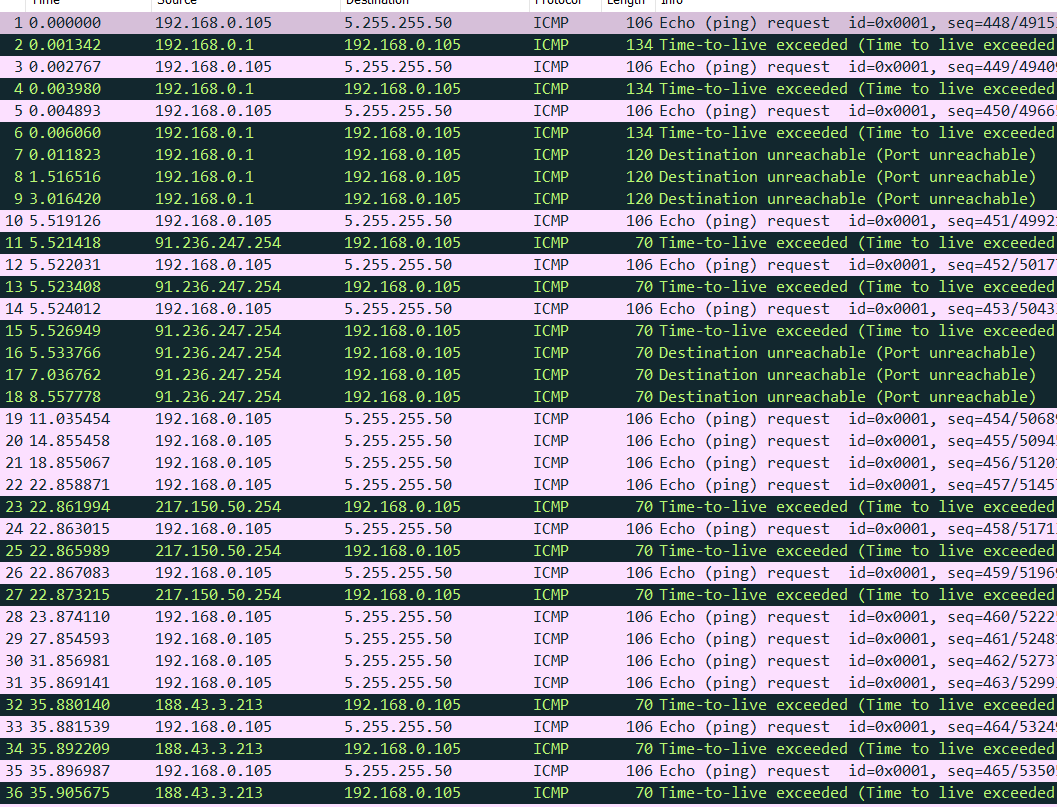 Time Source Destination Protocol Length Info
1 0.000000 192.168.0.105 5.255.255.50 ICMP 106 Echo (ping) request id=0x0001, seq=448/4915
2 0.001342 192.168.0.1 192.168.0.105 ICMP 134 Time-to-live exceeded (Time to live exceeded
3 0.002767 192.168.0.105 5.255.255.50 ICMP 106 Echo (ping) request id=0x0001, seq=449/4940
4 0.003980 192.168.0.1 192.168.0.105 ICMP 134 Time-to-live exceeded (Time to live exceeded
5 0.004893 192.168.0.105 5.255.255.50 ICMP 106 Echo (ping) request id=0x0001, seq=450/4966
6 0.006060 192.168.0.1 192.168.0.105 ICMP 134 Time-to-live exceeded (Time to live exceeded
7 0.011823 192.168.0.1 192.168.0.105 ICMP 120 Destination unreachable (Port unreachable)
8 1.516516 192.168.0.1 192.168.0.105 ICMP 120 Destination unreachable (Port unreachable)
9 3.016420 192.168.0.1 192.168.0.105 ICMP 120 Destination unreachable (Port unreachable)
10 5.519126 192.168.0.105 5.255.255.50 ICMP 106 Echo (ping) request id=0x0001, seq=451/4992
11 5.521418 91.236.247.254 192.168.0.105 ICMP 70 Time-to-live exceeded (Time to live exceeded
12 5.522031 192.168.0.105 5.255.255.50 ICMP 106 Echo (ping) request id=0x0001, seq=452/5017
13 5.523408 91.236.247.254 192.168.0.105 ICMP 70 Time-to-live exceeded (Time to live exceeded
14 5.524012 192.168.0.105 5.255.255.50 ICMP 106 Echo (ping) request id=0x0001, seq=453/5043
15 5.526949 91.236.247.254 192.168.0.105 ICMP 70 Time-to-live exceeded (Time to live exceeded
16 5.533766 91.236.247.254 192.168.0.105 ICMP 70 Destination unreachable (Port unreachable)
17 7.036762 91.236.247.254 192.168.0.105 ICMP 70 Destination unreachable (Port unreachable)
18 8.557778 91.236.247.254 192.168.0.105 ICMP 70 Destination unreachable (Port unreachable)
19 11.035454 192.168.0.105 5.255.255.50 ICMP 106 Echo (ping) request id=0x0001, seq=454/5068
20 14.855458 192.168.0.105 5.255.255.50 ICMP 106 Echo (ping) request id=0x0001, seq=455/5094
21 18.855067 192.168.0.105 5.255.255.50 ICMP 106 Echo (ping) request id=0x0001, seq=456/5120
22 22.858871 192.168.0.105 5.255.255.50 ICMP 106 Echo (ping) request id=0x0001, seq=457/5145
23 22.861994 217.150.50.254 192.168.0.105 ICMP 70 Time-to-live exceeded (Time to live exceeded
24 22.863015 192.168.0.105 5.255.255.50 ICMP 106 Echo (ping) request id=0x0001, seq=458/5171
25 22.865989 217.150.50.254 192.168.0.105 ICMP 70 Time-to-live exceeded (Time to live exceeded
26 22.867083 192.168.0.105 5.255.255.50 ICMP 106 Echo (ping) request id=0x0001, seq=459/5196
27 22.873215 217.150.50.254 192.168.0.105 ICMP 70 Time-to-live exceeded (Time to live exceeded
28 23.874110 192.168.0.105 5.255.255.50 ICMP 106 Echo (ping) request id=0x0001, seq=460/5222
29 27.854593 192.168.0.105 5.255.255.50 ICMP 106 Echo (ping) request id=0x0001, seq=461/5248
30 31.856981 192.168.0.105 5.255.255.50 ICMP 106 Echo (ping) request id=0x0001, seq=462/5273
31 35.869141 192.168.0.105 5.255.255.50 ICMP 106 Echo (ping) request id=0x0001, seq=463/5299
32 35.880140 188.43.3.213 192.168.0.105 ICMP 70 Time-to-live exceeded (Time to live exceeded
33 35.881539 192.168.0.105 5.255.255.50 ICMP 106 Echo (ping) request id=0x0001, seq=464/5324
34 35.892209 188.43.3.213 192.168.0.105 ICMP 70 Time-to-live exceeded (Time to live exceeded
35 35.896987 192.168.0.105 5.255.255.50 ICMP 106 Echo (ping) request id=0x0001, seq=465/5350
36 35.905675 188.43.3.213 192.168.0.105 ICMP 70 Time-to-live exceeded (Time to live exceeded